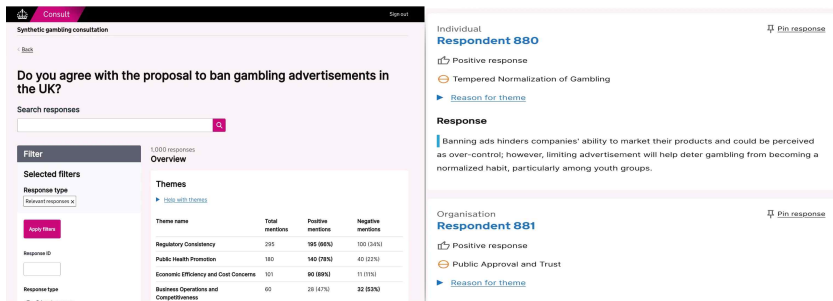 Consult
Sign out
Synthetic gambling consultation
‹ Back
Do you agree with the proposal to ban gambling advertisements in
the UK?
Search responses
Filter
Selected filters
Response type
Relevant responses x
Apply filters
Response ID
Response type
1,000 responses
Overview
Themes
▶ Help with themes
Theme name Total mentions Positive mentions Negative mentions
Regulatory Consistency 295 195 (66%) 100 (34%)
Public Health Promotion 180 140 (78%) 40 (22%)
Economic Efficiency and Cost Concerns 101 90 (89%) 11 (11%)
Business Operations and Competitiveness 60 28 (47%) 32 (53%)
Individual
Pin response
Respondent 880
Positive response
Tempered Normalization of Gambling
▶ Reason for theme
Response
Banning ads hinders companies' ability to market their products and could be perceived
as over-control; however, limiting advertisement will help deter gambling from becoming a
normalized habit, particularly among youth groups.
Organisation
Pin response
Respondent 881
Positive response
Public Approval and Trust
▶ Reason for theme